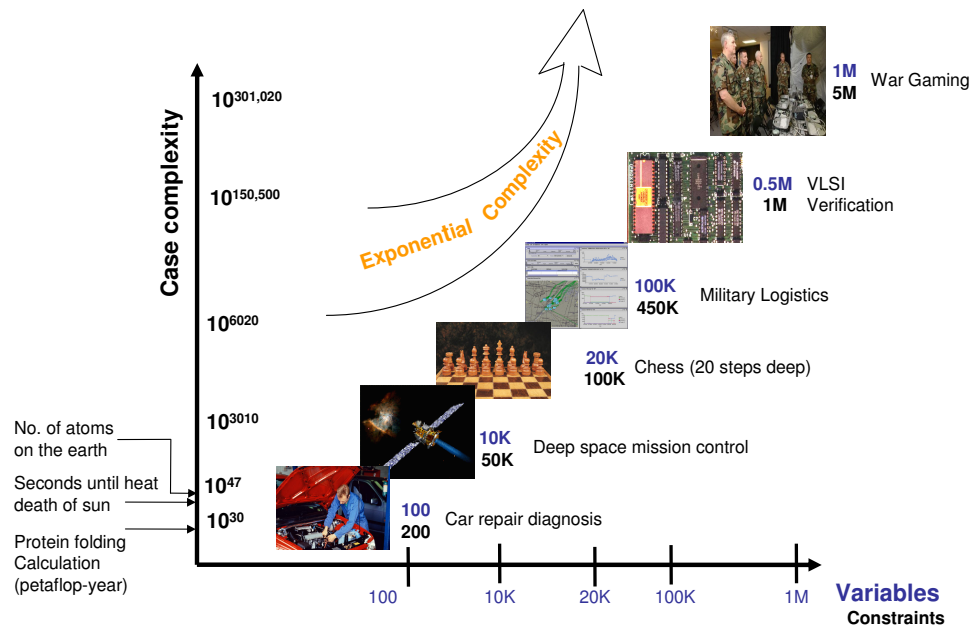 Case complexity
10^301,020
10^150,500
10^6020
10^3010
10^47
10^30
No. of atoms
on the earth
Seconds until heat
death of sun
Protein folding
Calculation
(petaflop-year)
Exponential Complexity
1M
5M
War Gaming
0.5M
1M
VLSI
Verification
100K
450K
Military Logistics
20K
100K
Chess (20 steps deep)
10K
50K
Deep space mission control
100
200
Car repair diagnosis
100
10K
20K
100K
1M
Variables
Constraints